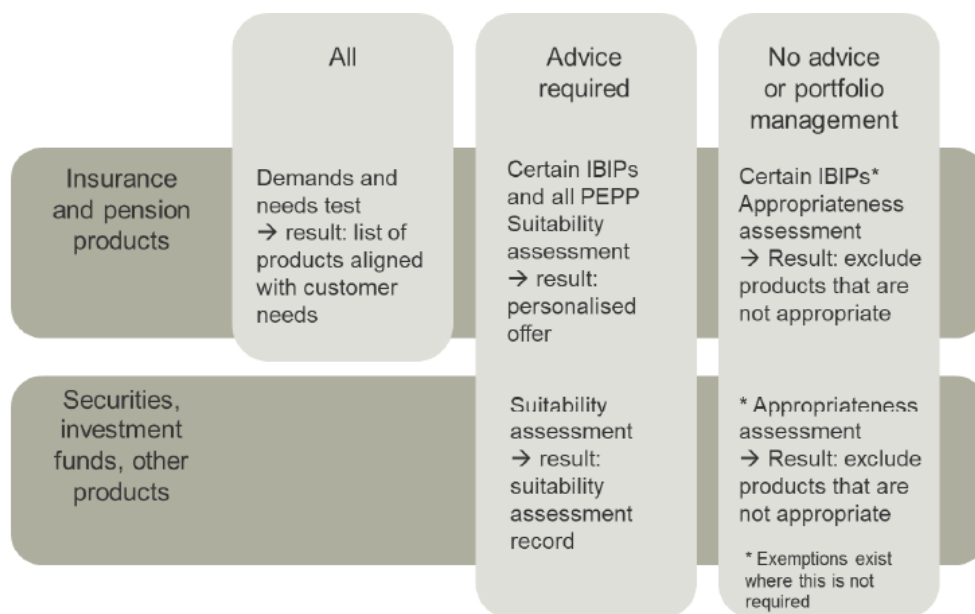 All
Advice
required
No advice
or portfolio
management
Insurance
and pension
products
Demands and
needs test
→ result: list of
products aligned
with customer
needs
Certain IBIPs
and all PEPP
Suitability
assessment
→ result:
personalised
offer
Certain IBIPs*
Appropriateness
assessment
→ Result: exclude
products that are
not appropriate
Securities,
investment
funds, other
products
Suitability
assessment
→ result:
suitability
assessment
record
* Appropriateness
assessment
→ Result: exclude
products that are
not appropriate
* Exemptions exist
where this is not
required